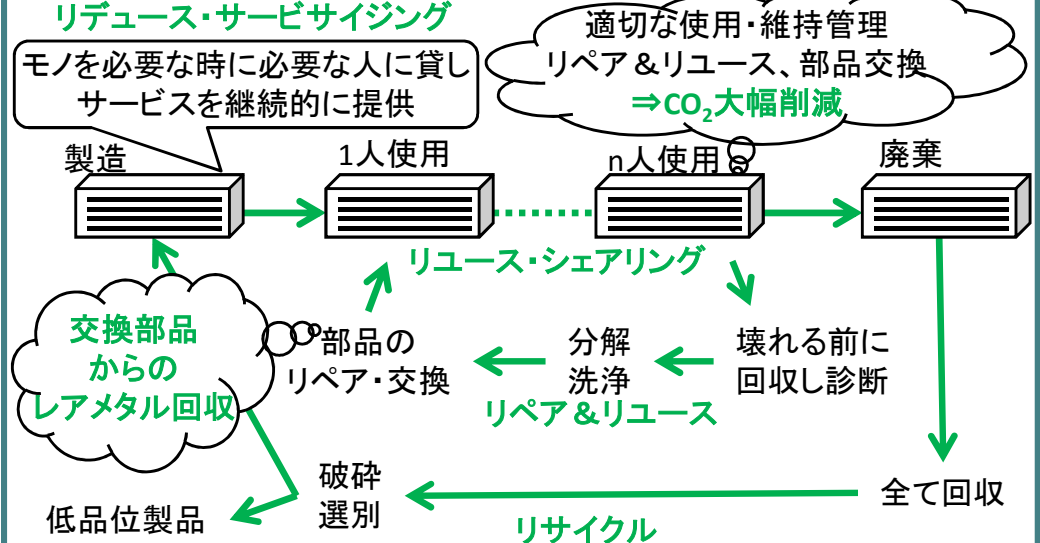 リデュース・サービサイジング
モノを必要な時に必要な人に貸し
サービスを継続的に提供
適切な使用・維持管理
リペア＆リユース、部品交換
⇒CO₂大幅削減
製造
1人使用
n人使用
廃棄
リユース・シェアリング
交換部品
からの
レアメタル回収
部品の
リペア・交換
分解
洗浄
壊れる前に
回収し診断
リペア＆リユース
破砕
選別
全て回収
低品位製品
リサイクル